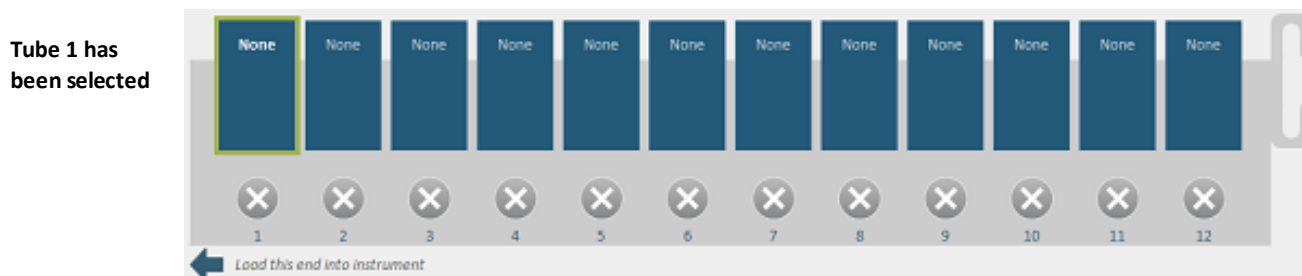 Tube 1 has
been selected
None None None None None None None None None None None None
1 2 3 4 5 6 7 8 9 10 11 12
Load this end into instrument